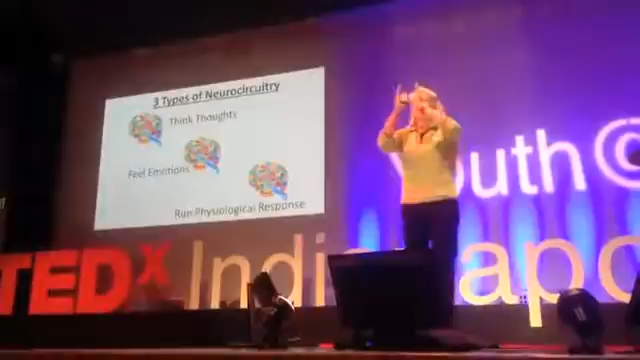 3 Types of Neurocircuitry
Think Thoughts
Feel Emotions
Run Physiological Response
outh@
TEDx Indi apo